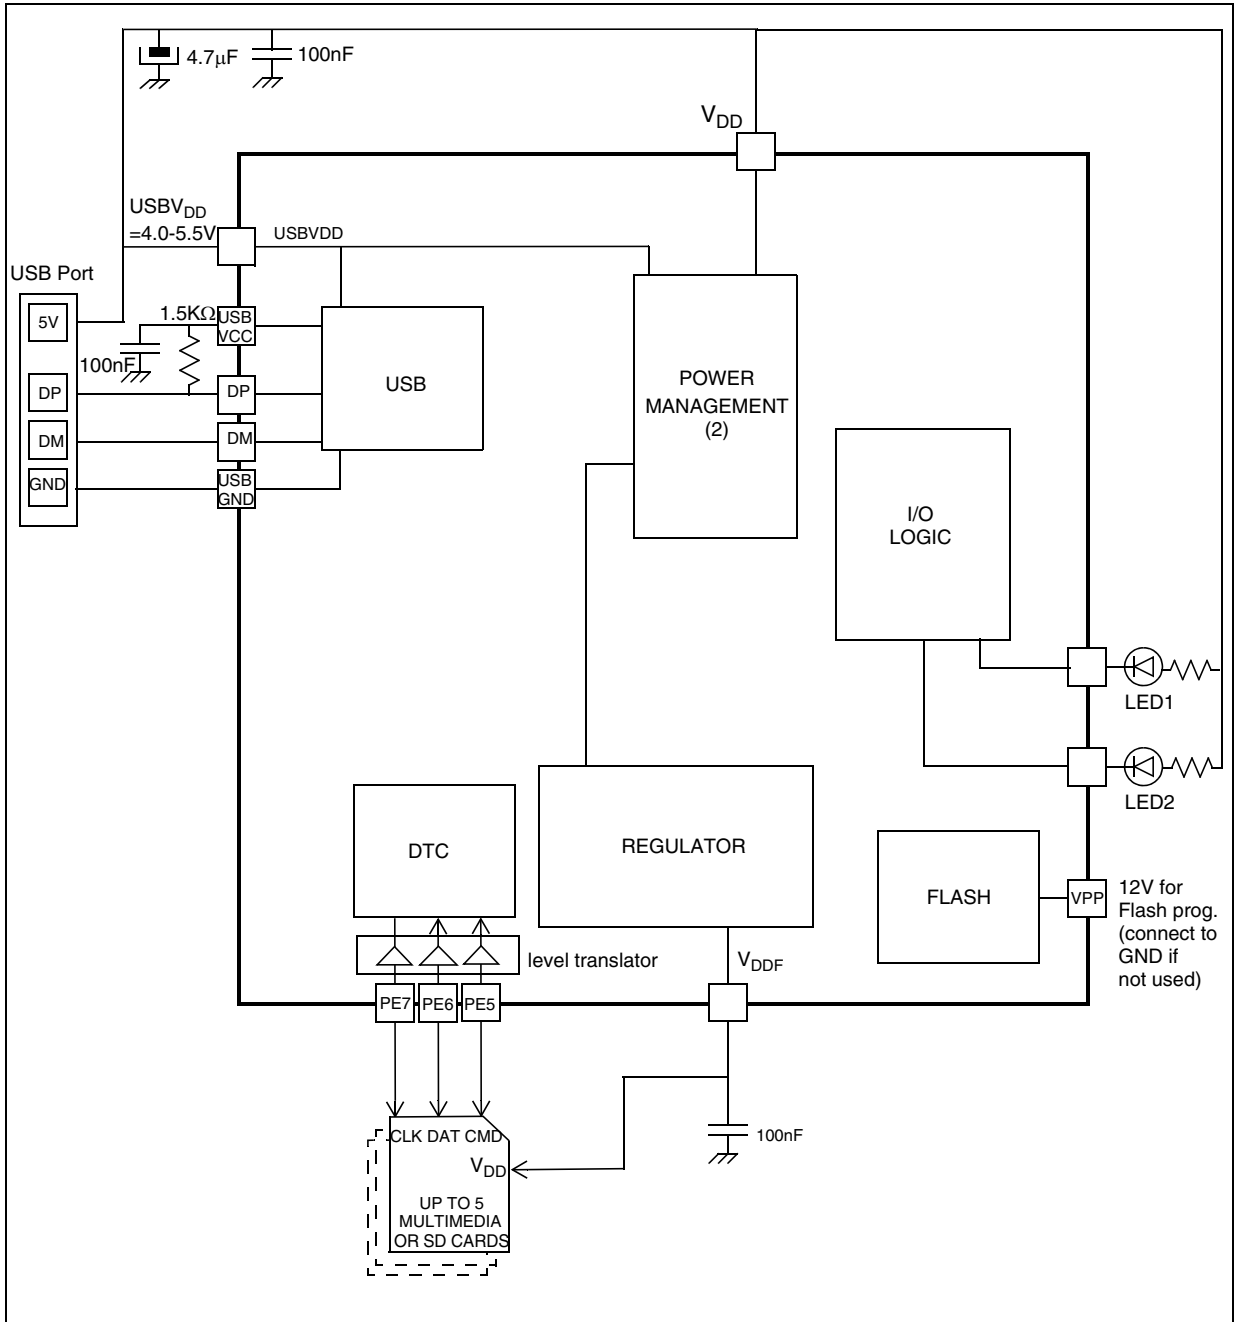 4.7µF
100nF
VDD
USBVDD
=4.0-5.5V
USBVDD
USB Port
5V
1.5KΩ
USB
VCC
100nF
DP
DP
DM
DM
GND
USB
GND
USB
POWER
MANAGEMENT
(2)
I/O
LOGIC
LED1
LED2
DTC
REGULATOR
FLASH
VPP
12V for
Flash prog.
(connect to
GND if
not used)
level translator
VDDF
PE7
PE6
PE5
CLK DAT CMD
VDD
100nF
UP TO 5
MULTIMEDIA
OR SD CARDS